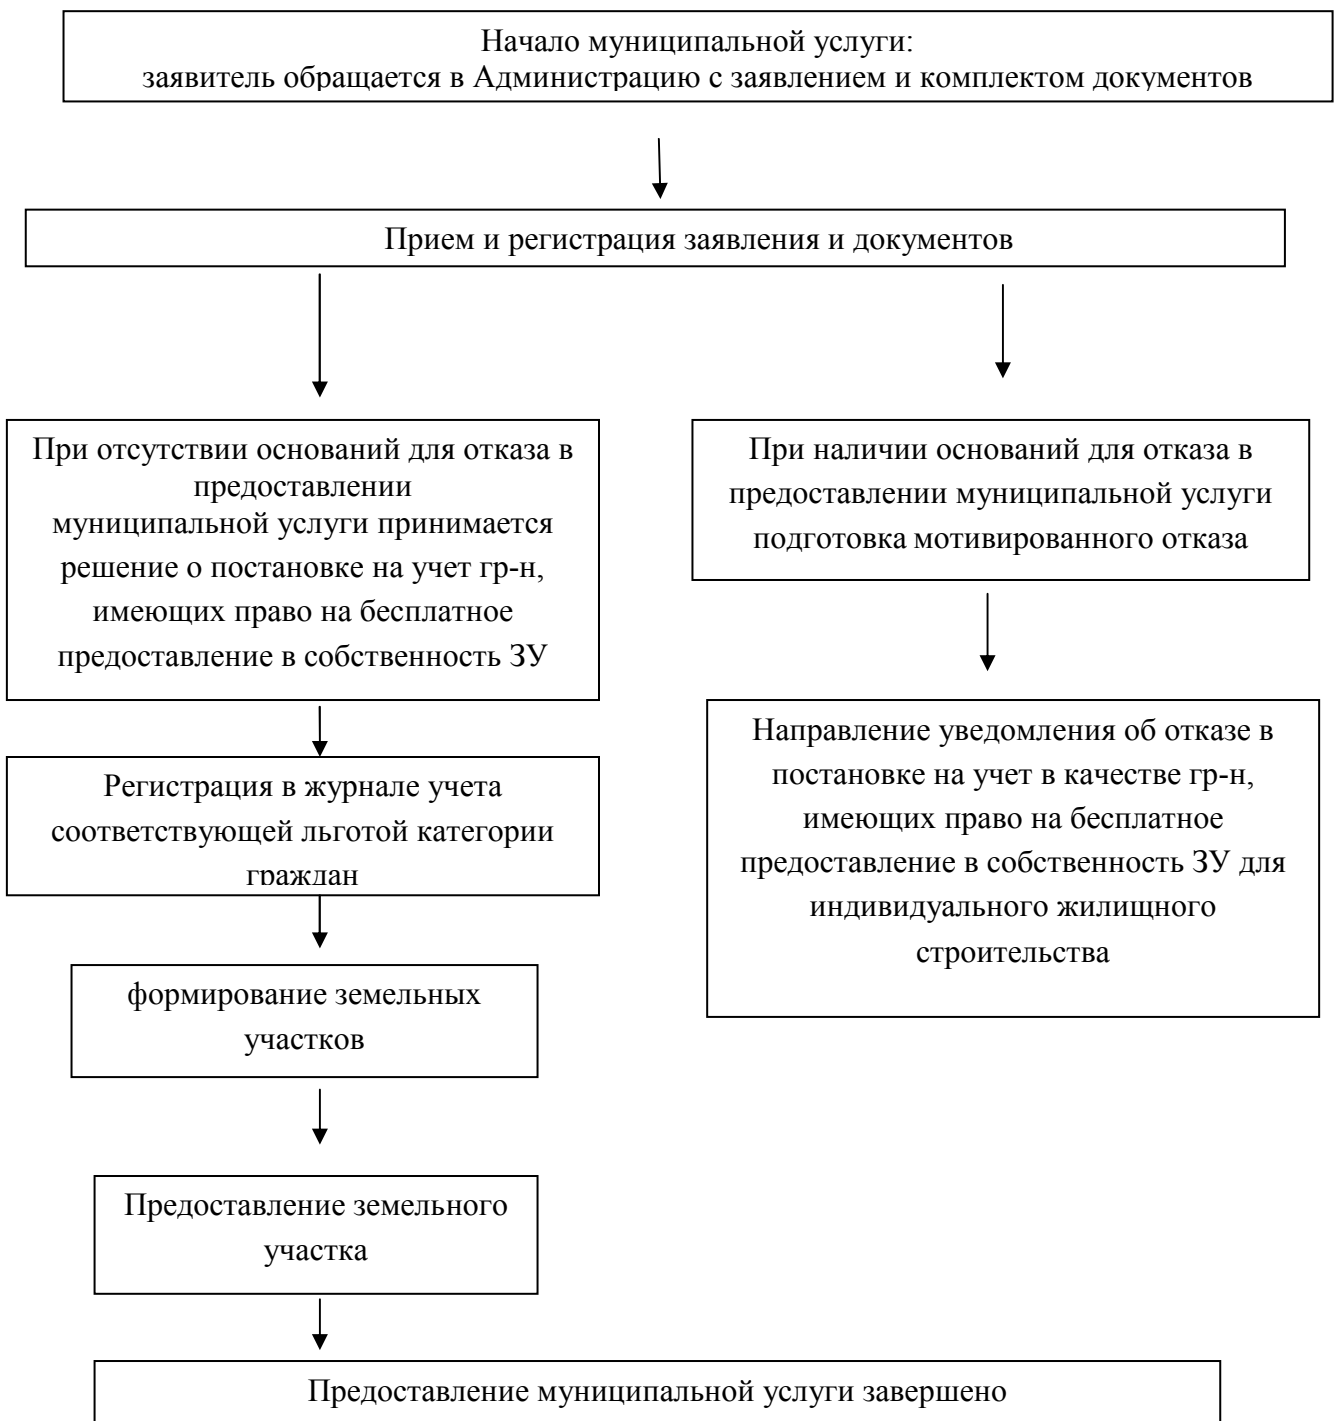 Начало муниципальной услуги:
заявитель обращается в Администрацию с заявлением и комплектом документов
Прием и регистрация заявления и документов
При отсутствии оснований для отказа в
предоставлении
муниципальной услуги принимается
решение о постановке на учет гр-н,
имеющих право на бесплатное
предоставление в собственность ЗУ
При наличии оснований для отказа в
предоставлении муниципальной услуги
подготовка мотивированного отказа
Регистрация в журнале учета
соответствующей льготой категории
граждан
Направление уведомления об отказе в
постановке на учет в качестве гр-н,
имеющих право на бесплатное
предоставление в собственность ЗУ для
индивидуального жилищного
строительства
формирование земельных
участков
Предоставление земельного
участка
Предоставление муниципальной услуги завершено